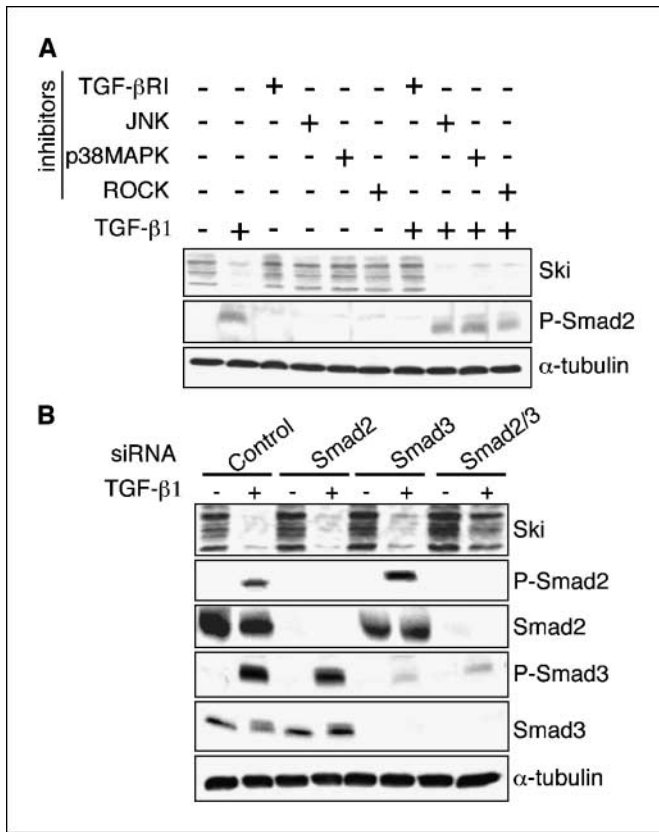 A
inhibitors
TGF-βRI - - + - - - + - - -
JNK - - - + - - - + - -
p38MAPK - - - - + - - - + -
ROCK - - - - - + - - - +
TGF-β1 - + - - - - + + + +
Ski
P-Smad2
α-tubulin
B
siRNA Control Smad2 Smad3 Smad2/3
TGF-β1 - + - + - + - +
Ski
P-Smad2
Smad2
P-Smad3
Smad3
α-tubulin